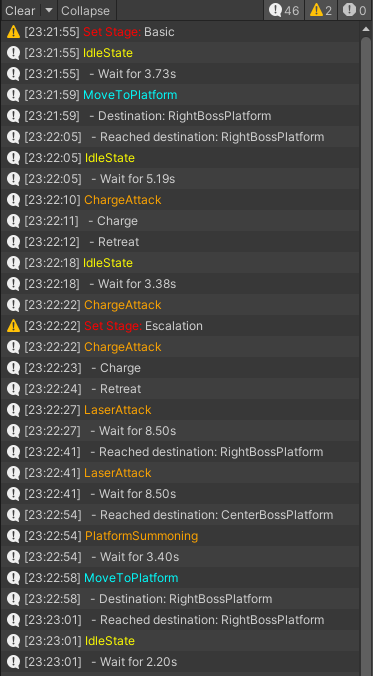 Clear Collapse 46 2 0
[23:21:55] Set Stage: Basic
[23:21:55] IdleState
[23:21:55] - Wait for 3.73s
[23:21:59] MoveToPlatform
[23:21:59] - Destination: RightBossPlatform
[23:22:05] - Reached destination: RightBossPlatform
[23:22:05] IdleState
[23:22:05] - Wait for 5.19s
[23:22:10] ChargeAttack
[23:22:11] - Charge
[23:22:12] - Retreat
[23:22:18] IdleState
[23:22:18] - Wait for 3.38s
[23:22:22] ChargeAttack
[23:22:22] Set Stage: Escalation
[23:22:22] ChargeAttack
[23:22:23] - Charge
[23:22:24] - Retreat
[23:22:27] LaserAttack
[23:22:27] - Wait for 8.50s
[23:22:41] - Reached destination: RightBossPlatform
[23:22:41] LaserAttack
[23:22:41] - Wait for 8.50s
[23:22:54] - Reached destination: CenterBossPlatform
[23:22:54] PlatformSummoning
[23:22:54] - Wait for 3.40s
[23:22:58] MoveToPlatform
[23:22:58] - Destination: RightBossPlatform
[23:23:01] - Reached destination: RightBossPlatform
[23:23:01] IdleState
[23:23:01] - Wait for 2.20s